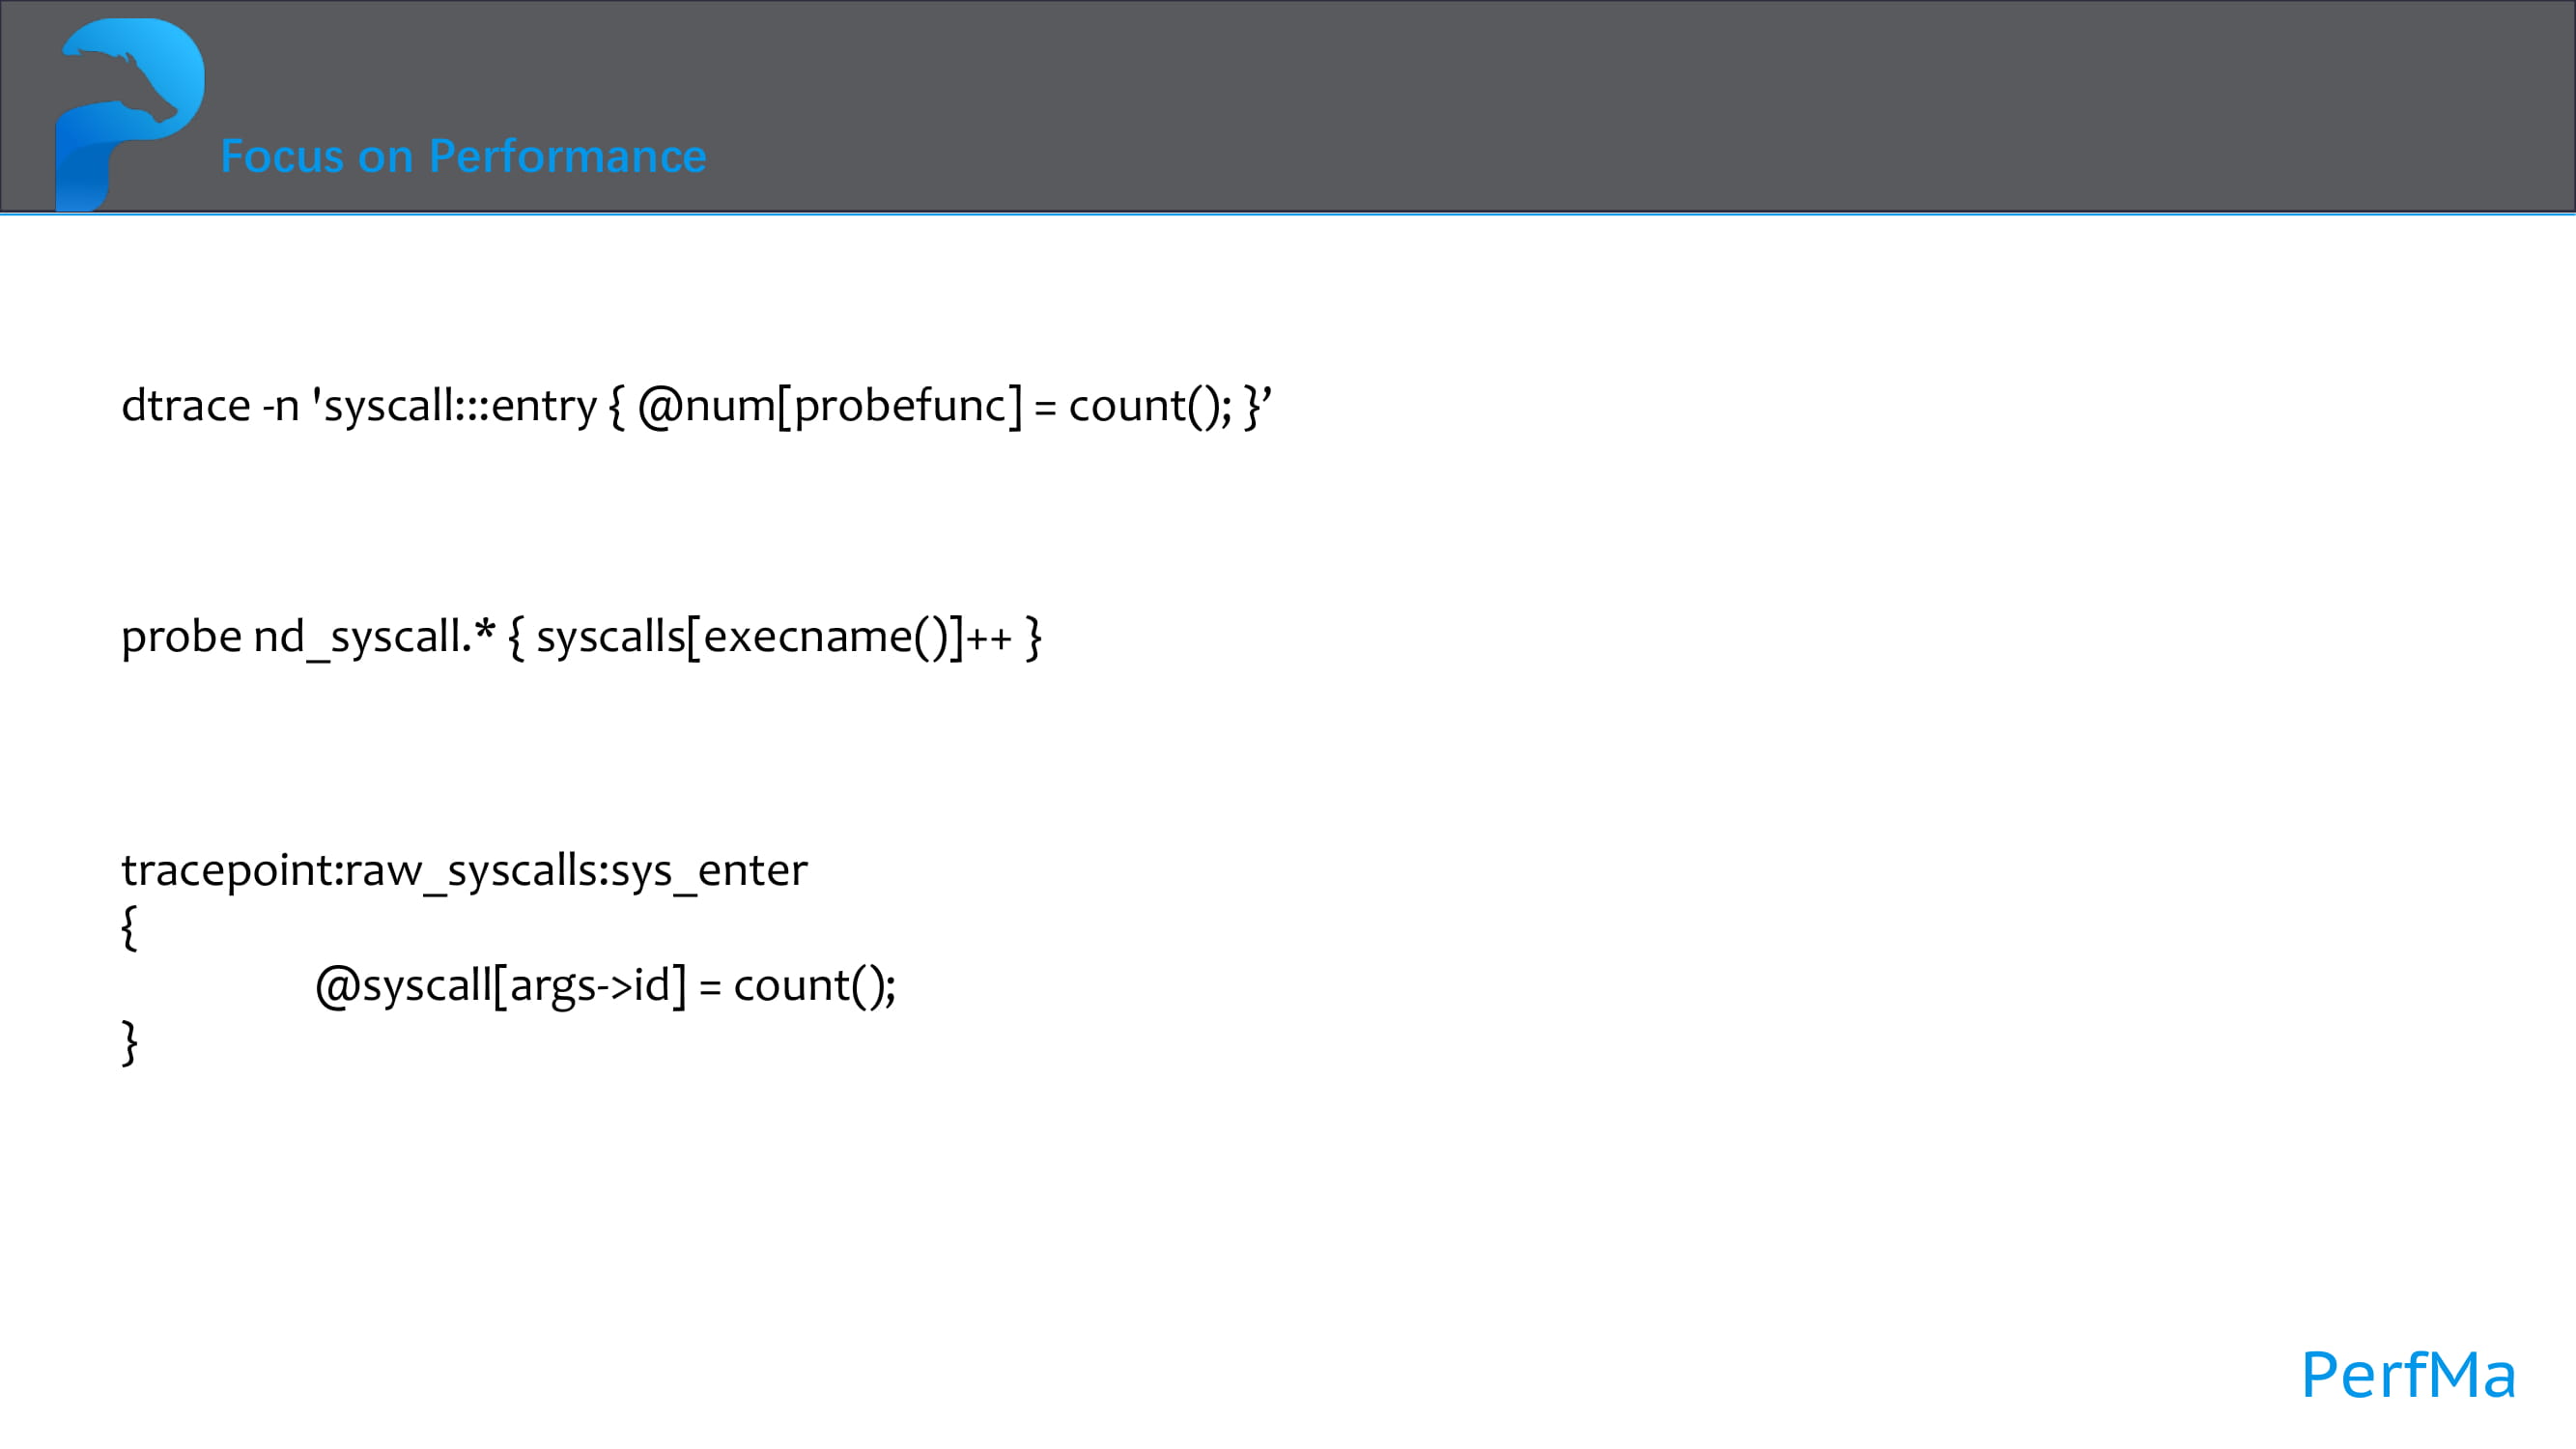 Focus on Performance
dtrace -n 'syscall:::entry { @num[probefunc] = count(); }’
probe nd_syscall.* { syscalls[execname()]++ }
tracepoint:raw_syscalls:sys_enter
{
@syscall[args->id] = count();
}
PerfMa